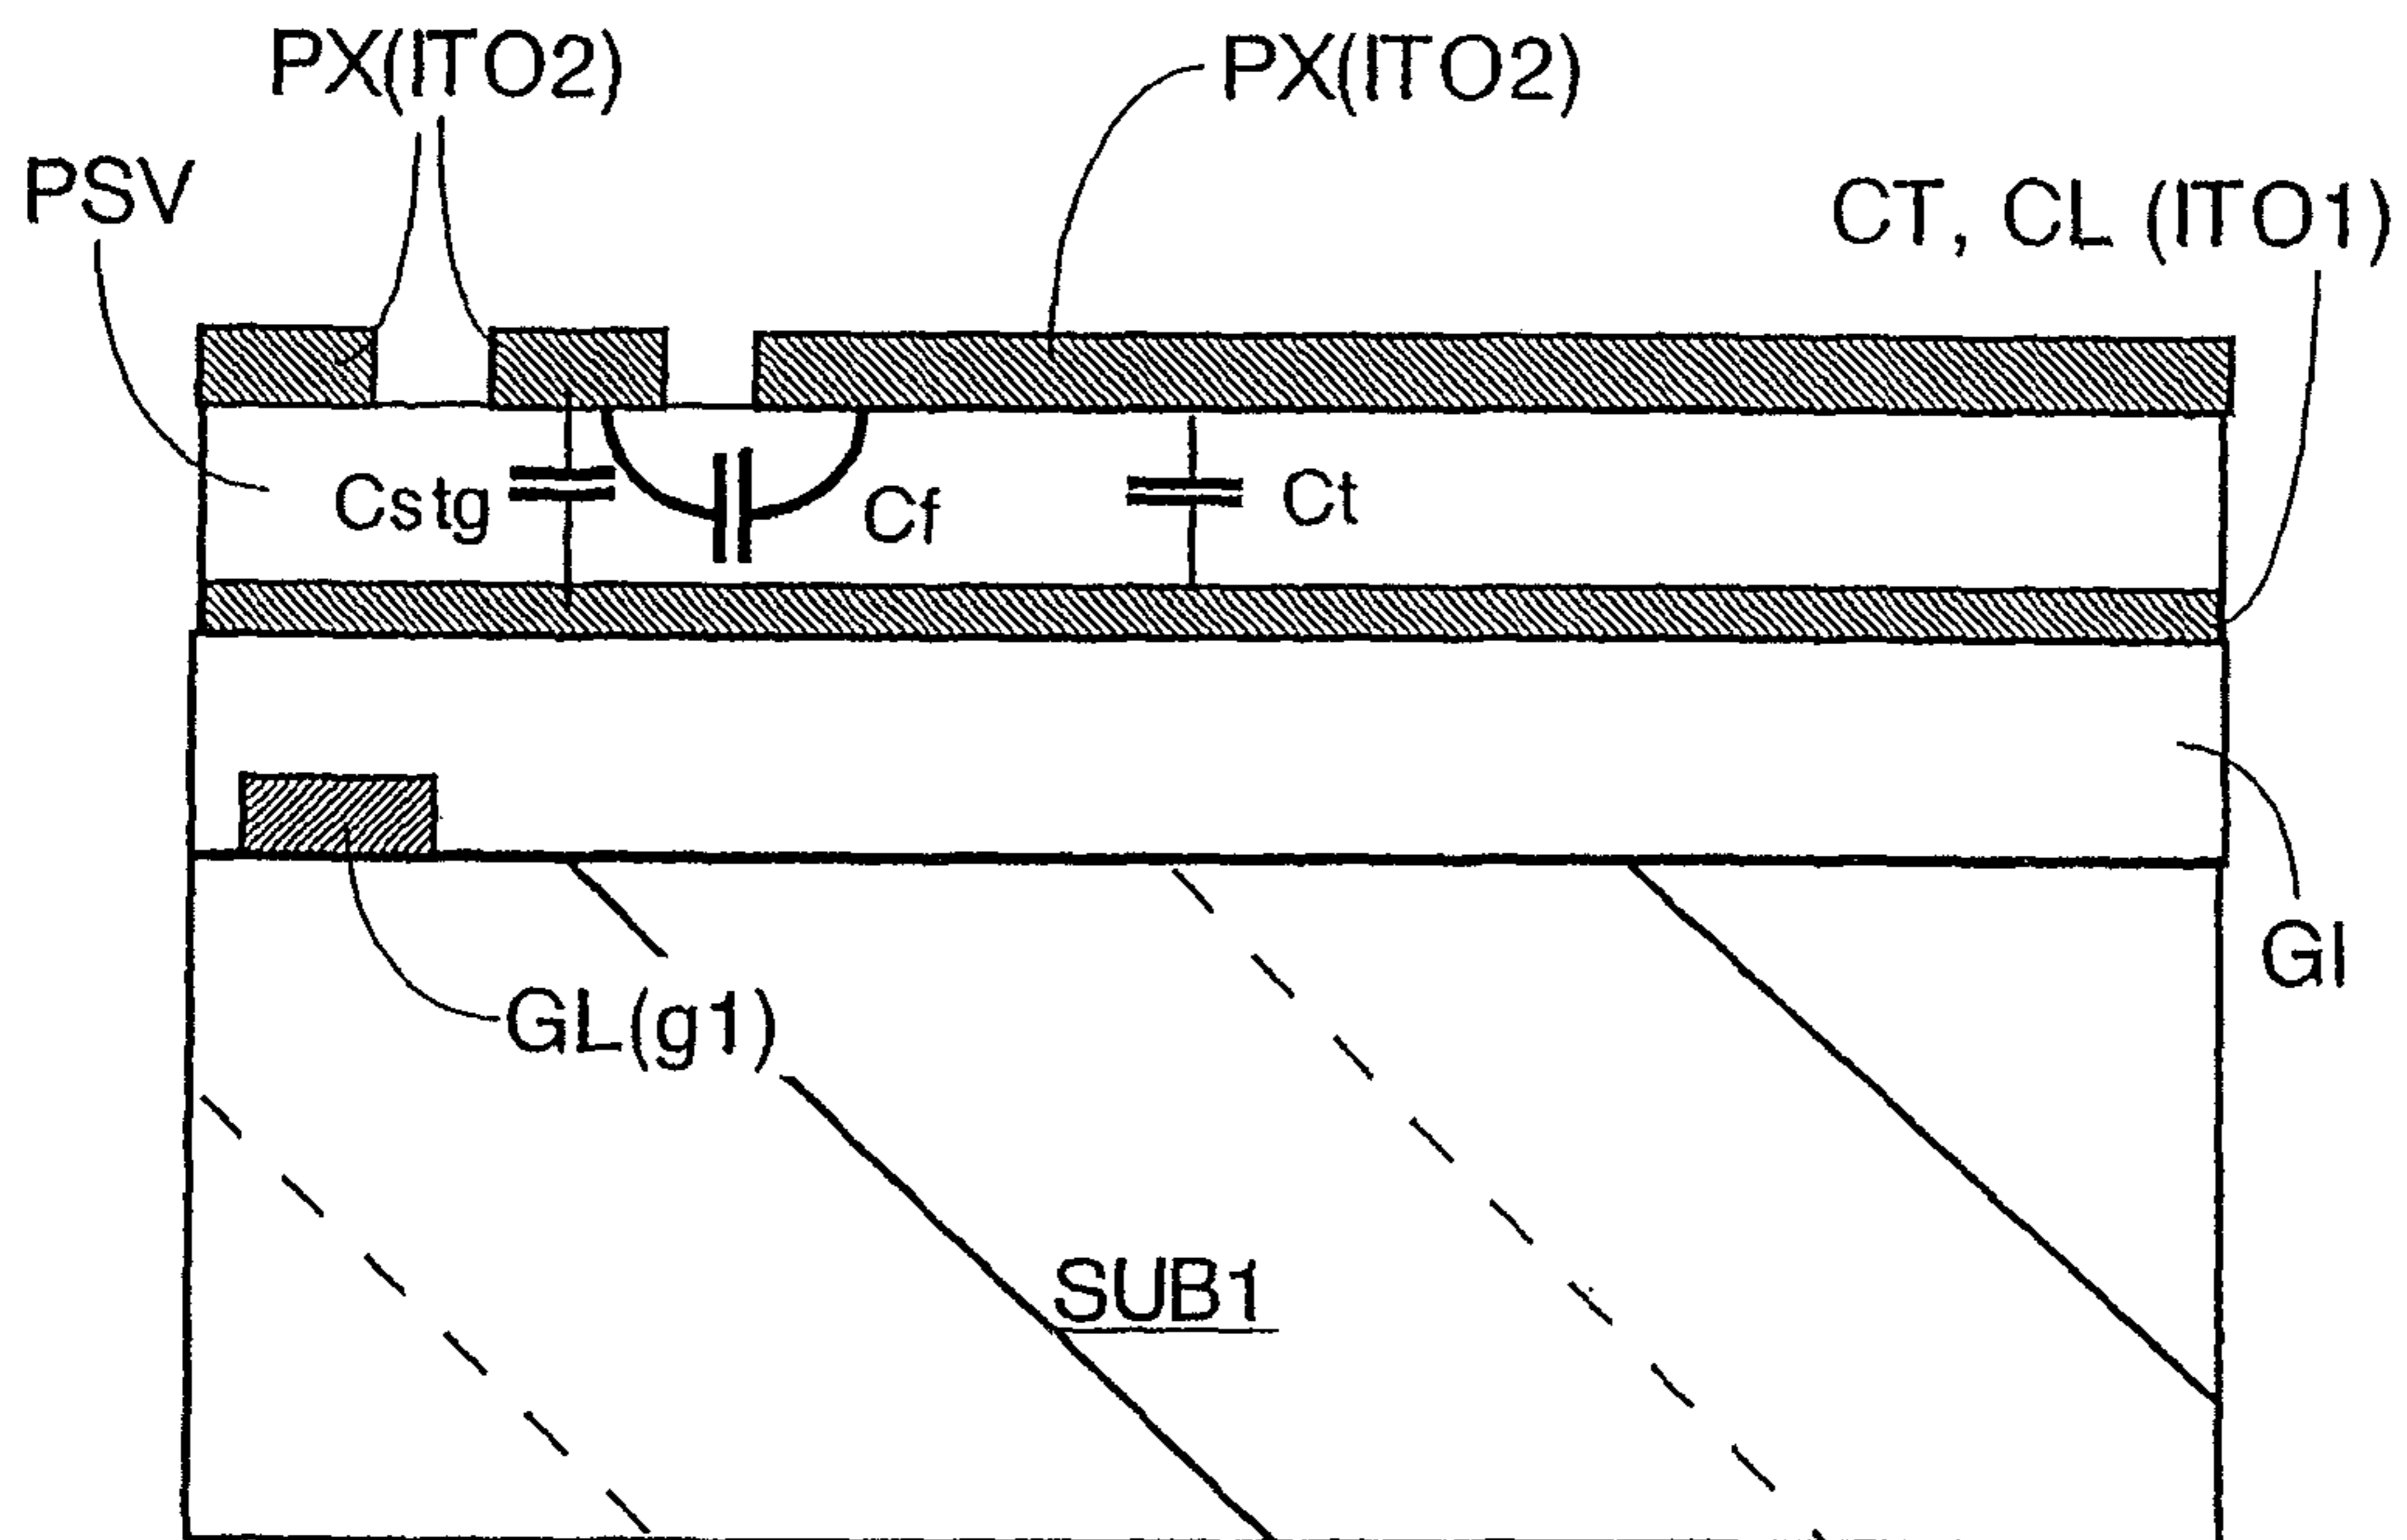 PX(ITO2)
PX(ITO2)
PSV
CT, CL (ITO1)
Cstg
Cf
Ct
GI
GL(g1)
SUB1